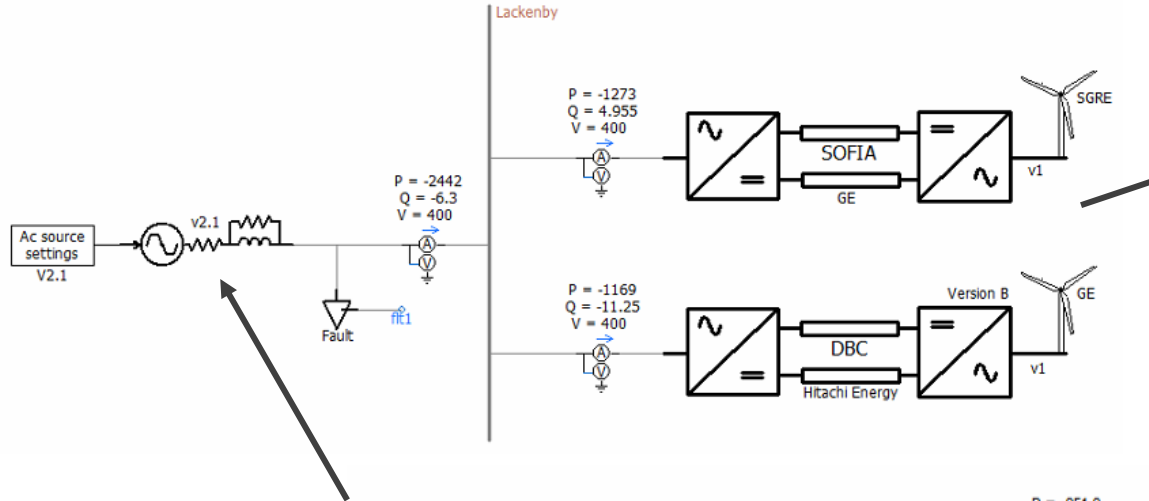 Lackenby
P = -1273
Q = 4.955
V = 400
A
V
SOFIA
GE
SGRE
v1
P = -2442
Q = -6.3
V = 400
A
V
v2.1
Ac source
settings
V2.1
Fault
flt1
P = -1169
Q = -11.25
V = 400
A
V
DBC
Hitachi Energy
Version B
GE
v1